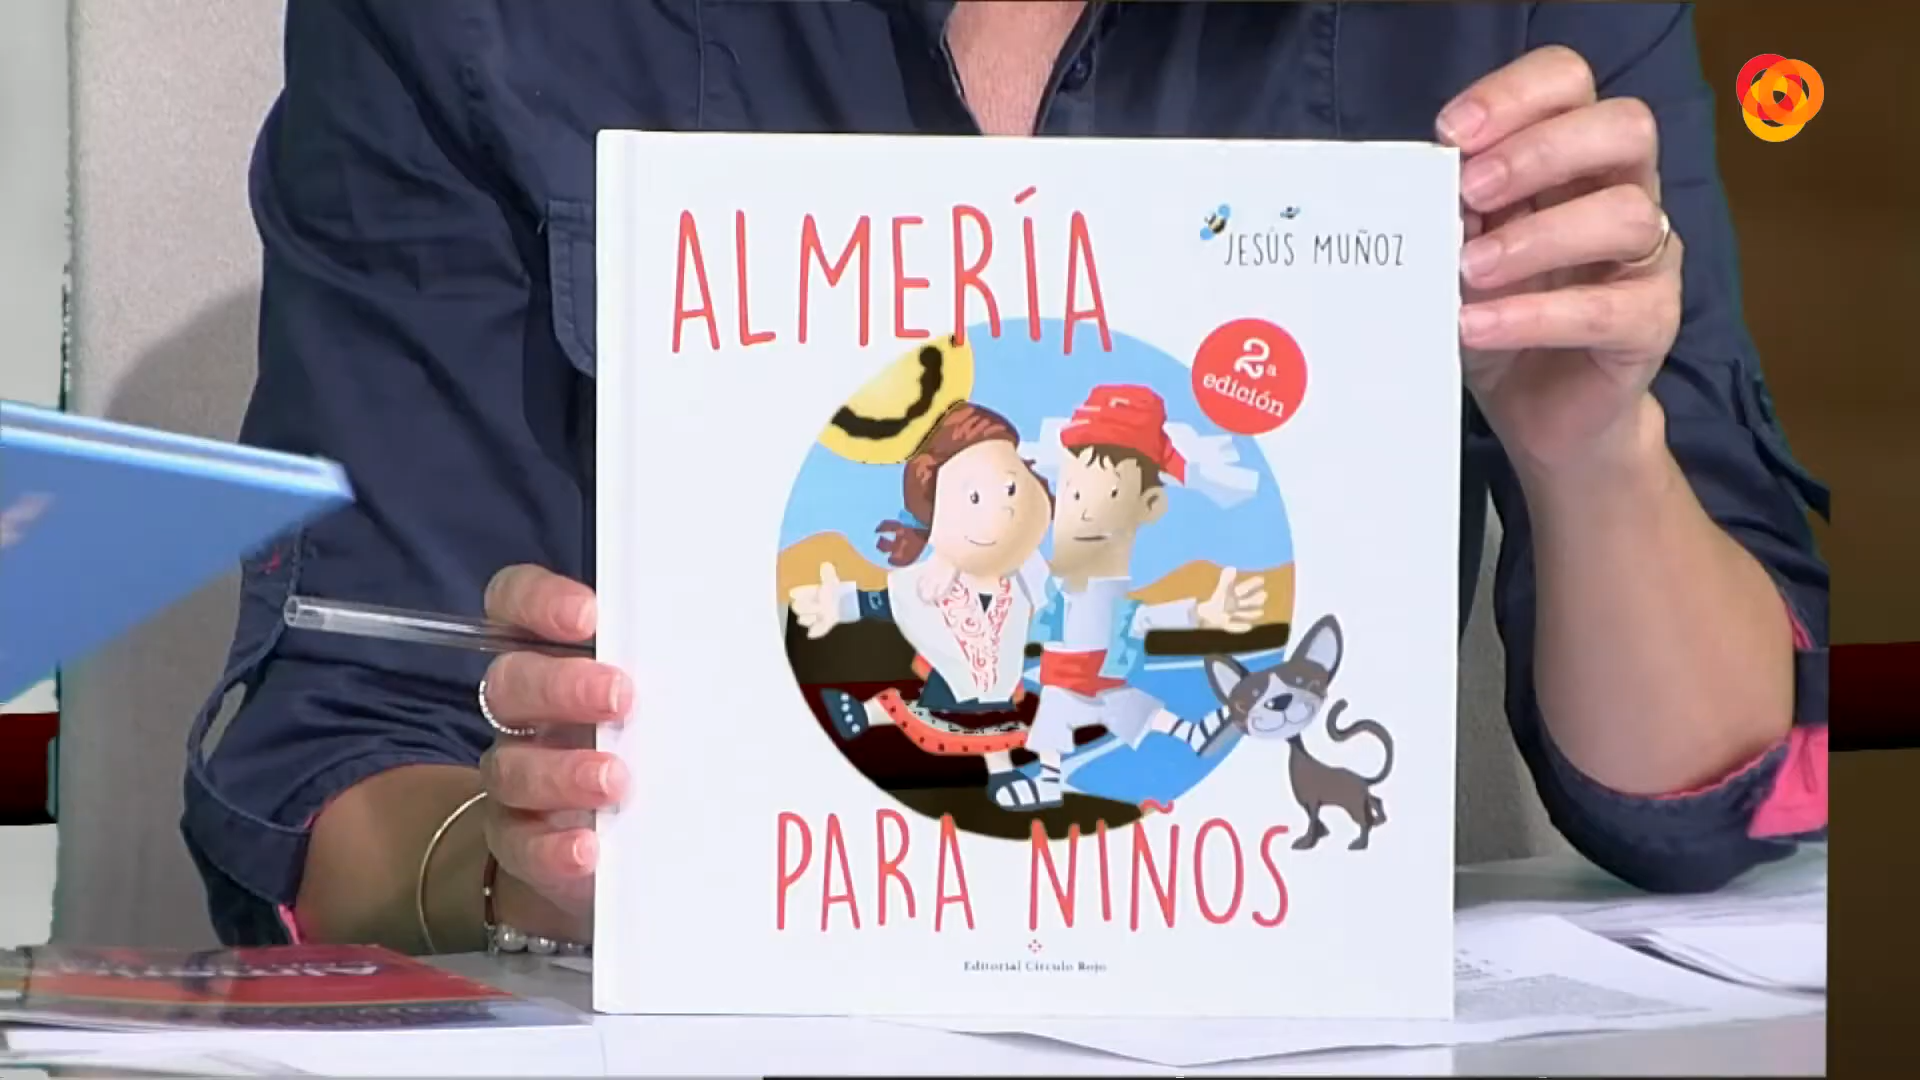 ALMERÍA
JESÚS MUÑOZ
2ª
edición
PARA NIÑOS
Editorial Círculo Rojo